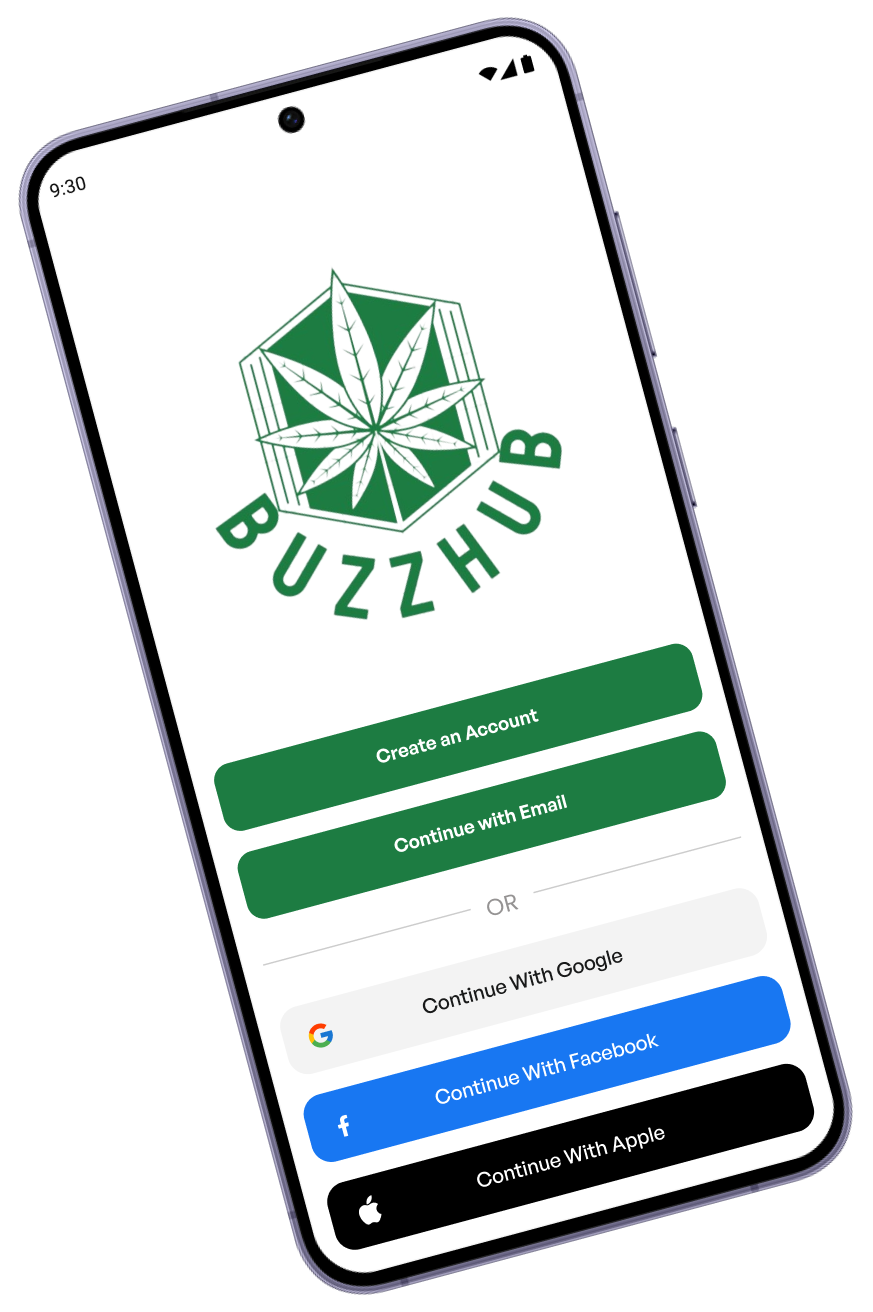 9:30
BUZZHUB
Create an Account
Continue with Email
OR
Continue With Google
Continue With Facebook
Continue With Apple